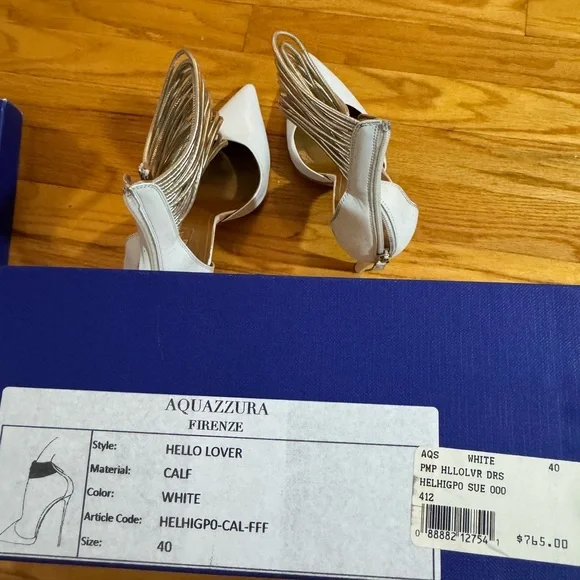 AQUAZZURA
FIRENZE
Style: HELLO LOVER
Material: CALF
Color: WHITE
Article Code: HELHIGP0-CAL-FFF
Size: 40
AQS WHITE 40
PMP HLLOLVR DRS
HELHIGP0 SUE 000
412
0 88882 12754 1
$765.00